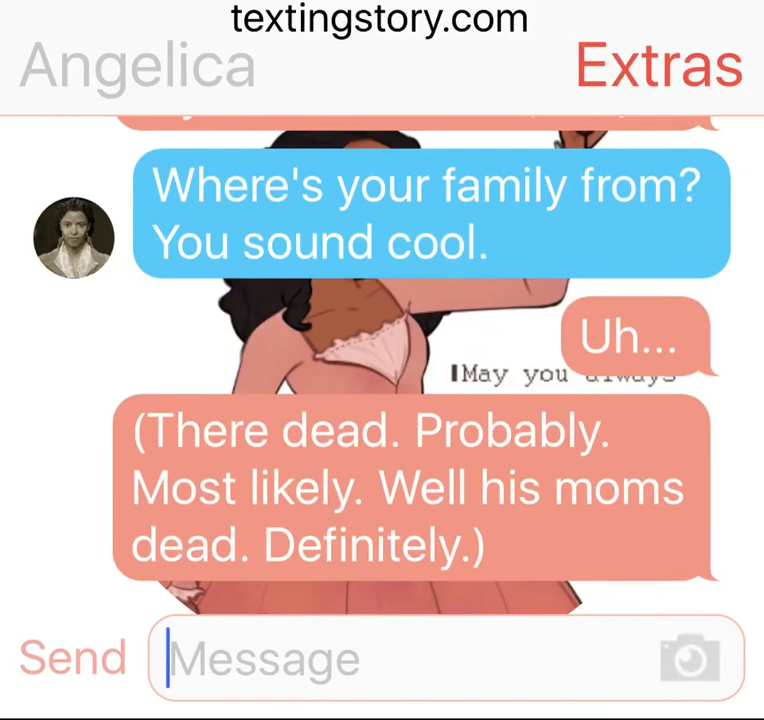 textingstory.com
Angelica
Extras
Where's your family from?
You sound cool.
Uh...
May you always
(There dead. Probably.
Most likely. Well his moms
dead. Definitely.)
Send
Message